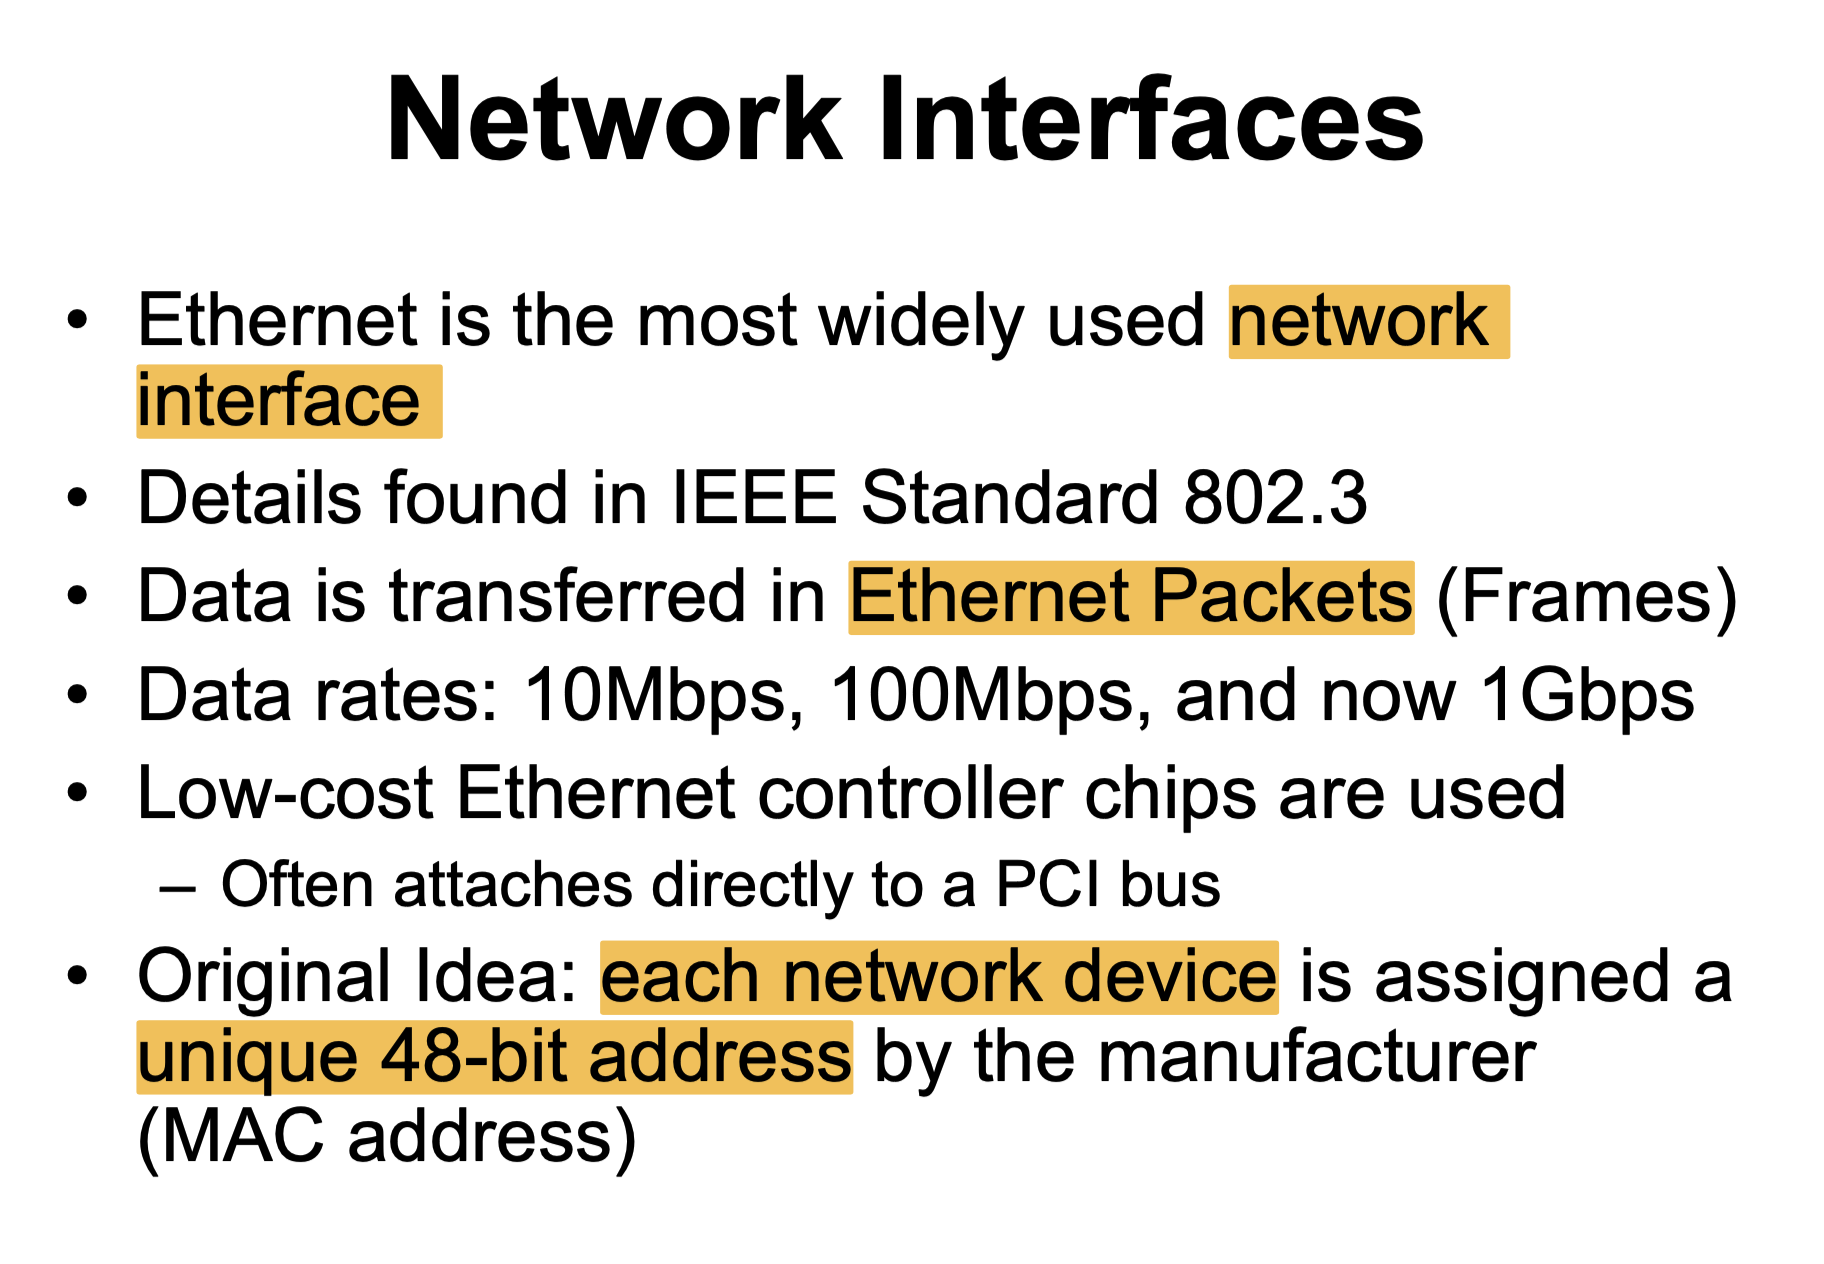 Network Interfaces
• Ethernet is the most widely used network
interface
• Details found in IEEE Standard 802.3
• Data is transferred in Ethernet Packets (Frames)
• Data rates: 10Mbps, 100Mbps, and now 1Gbps
• Low-cost Ethernet controller chips are used
– Often attaches directly to a PCI bus
• Original Idea: each network device is assigned a
unique 48-bit address by the manufacturer
(MAC address)